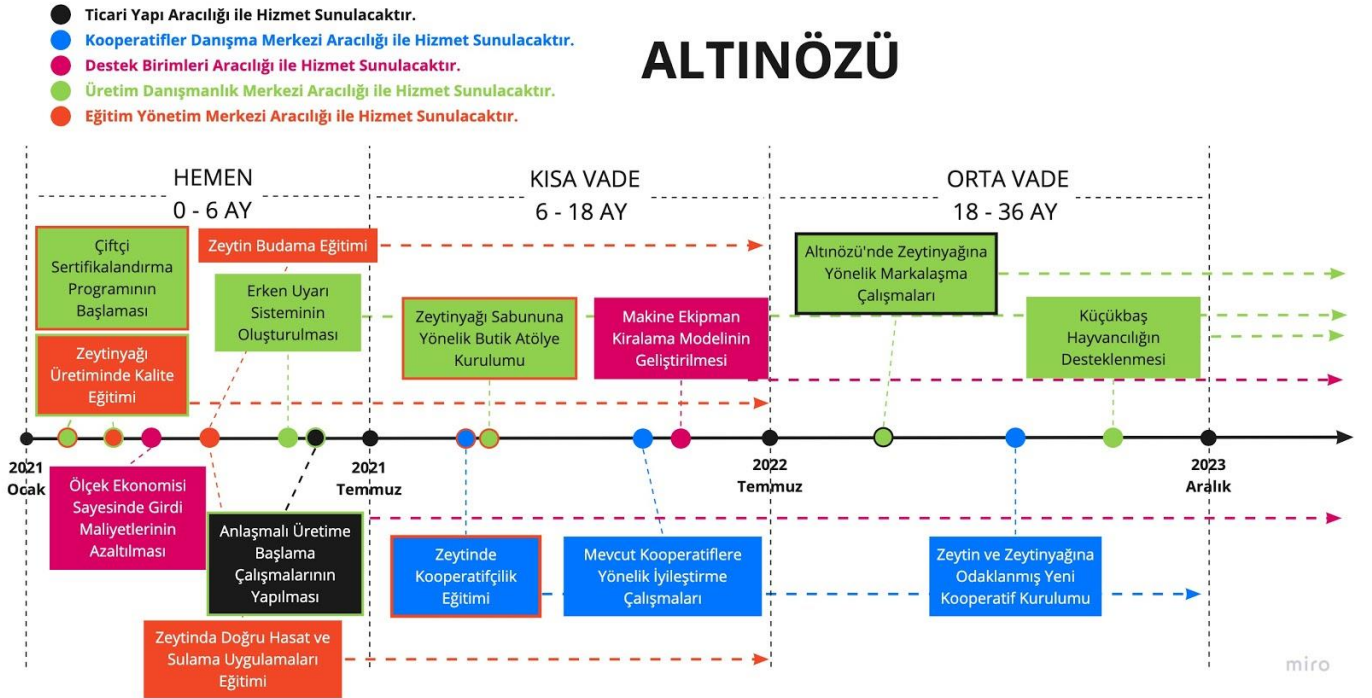 Ticari Yapı Aracılığı ile Hizmet Sunulacaktır.
Kooperatifler Danışma Merkezi Aracılığı ile Hizmet Sunulacaktır.
Destek Birimleri Aracılığı ile Hizmet Sunulacaktır.
Üretim Danışmanlık Merkezi Aracılığı ile Hizmet Sunulacaktır.
Eğitim Yönetim Merkezi Aracılığı ile Hizmet Sunulacaktır.
ALTINÖZÜ
HEMEN
0 - 6 AY
KISA VADE
6 - 18 AY
ORTA VADE
18 - 36 AY
Çiftçi
Sertifikalandırma
Programının
Başlaması
Zeytin Budama Eğitimi
Erken Uyarı
Sisteminin
Oluşturulması
Zeytinyağı
Üretiminde Kalite
Eğitimi
Zeytinyağı Sabununa
Yönelik Butik Atölye
Kurulumu
Makine Ekipman
Kiralama Modelinin
Geliştirilmesi
Altınözü'nde Zeytinyağına
Yönelik Markalaşma
Çalışmaları
Küçükbaş
Hayvancılığın
Desteklenmesi
2021
Ocak
2021
Temmuz
2022
Temmuz
2023
Aralık
Ölçek Ekonomisi
Sayesinde Girdi
Maliyetlerinin
Azaltılması
Anlaşmalı Üretime
Başlama
Çalışmalarının
Yapılması
Zeytinda Doğru Hasat ve
Sulama Uygulamaları
Eğitimi
Zeytinde
Kooperatifçilik
Eğitimi
Mevcut Kooperatiflere
Yönelik İyileştirme
Çalışmaları
Zeytin ve Zeytinyağına
Odaklanmış Yeni
Kooperatif Kurulumu
miro